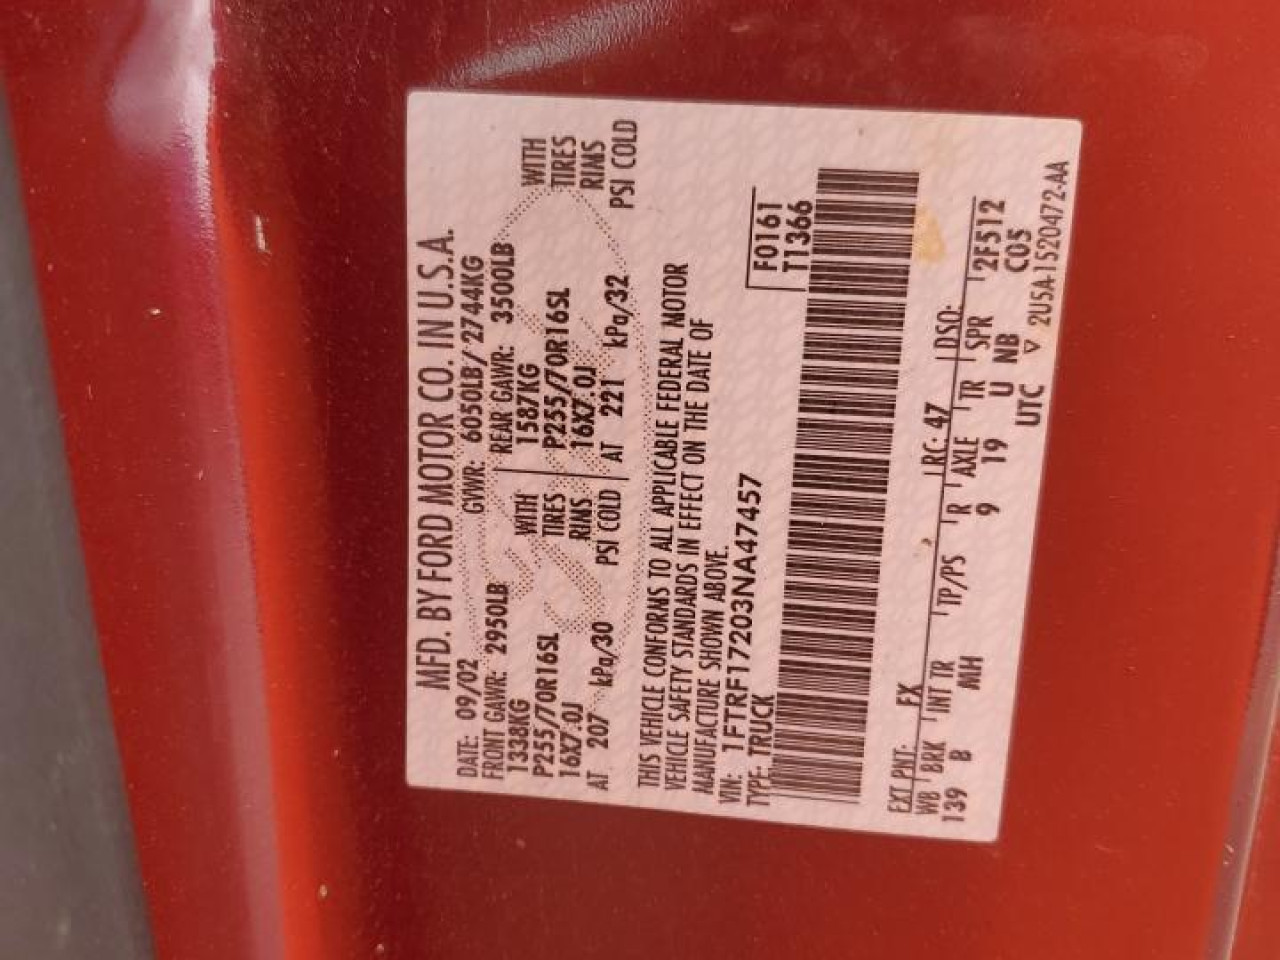 MFD. BY FORD MOTOR CO. IN U.S.A.
DATE: 09/02 GVWR: 6050LB/2744KG
FRONT GAWR: 2950LB REAR GAWR: 3500LB
1338KG WITH 1587KG WITH
P255/70R16SL TIRES P255/70R16SL TIRES
16X7.0J RIMS 16X7.0J RIMS
AT 207 kPa/30 PSI COLD AT 221 kPa/32 PSI COLD
THIS VEHICLE CONFORMS TO ALL APPLICABLE FEDERAL MOTOR
VEHICLE SAFETY STANDARDS IN EFFECT ON THE DATE OF
MANUFACTURE SHOWN ABOVE.
VIN: 1FTRF17203NA47457 F0161
TYPE: TRUCK T1366
EXT PNT: FX RC: 47 DSO:
WB BRK INT TR TP/PS R AXLE TR SPR 2F512
139 B MH 9 19 U NB C05
UTC ▽ 2USA-1520472-AA